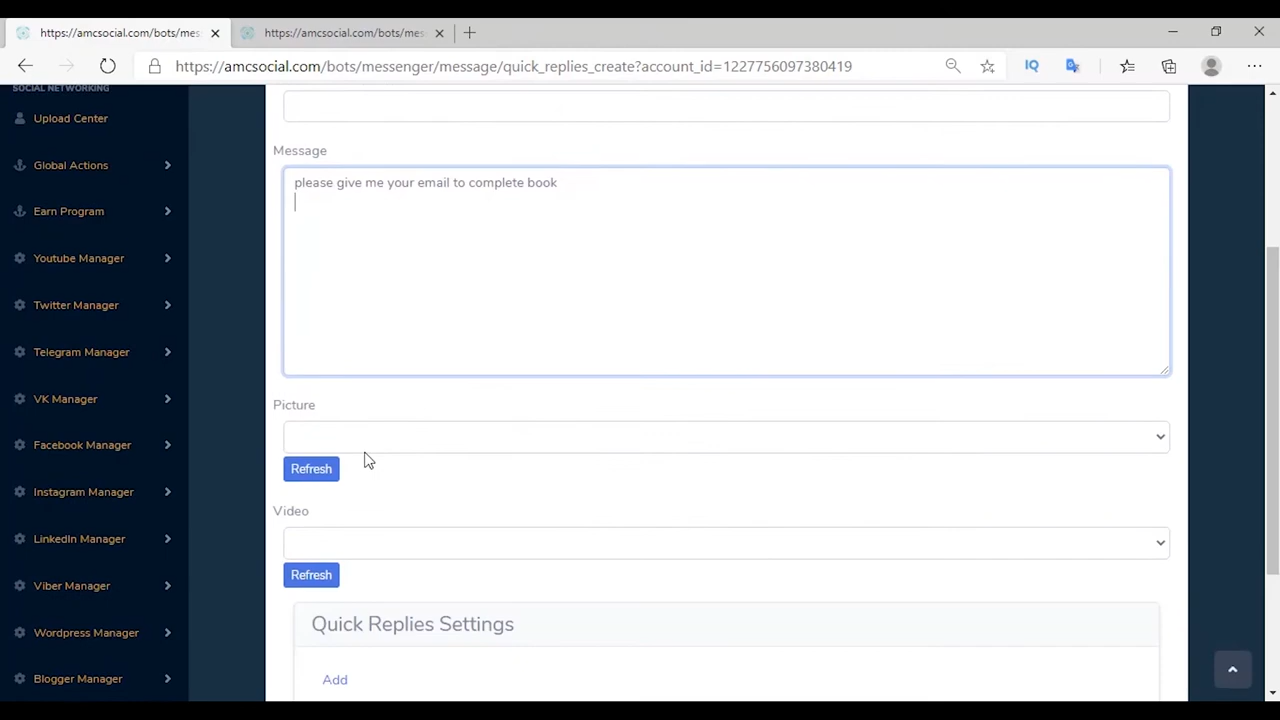 https://amcsocial.com/bots/mes
https://amcsocial.com/bots/mes
https://amcsocial.com/bots/messenger/message/quick_replies_create?account_id=1227756097380419
IQ
SOCIAL NETWORKING
Upload Center
Global Actions
Earn Program
Youtube Manager
Twitter Manager
Telegram Manager
VK Manager
Facebook Manager
Instagram Manager
LinkedIn Manager
Viber Manager
Wordpress Manager
Blogger Manager
Message
please give me your email to complete book
Picture
Refresh
Video
Refresh
Quick Replies Settings
Add